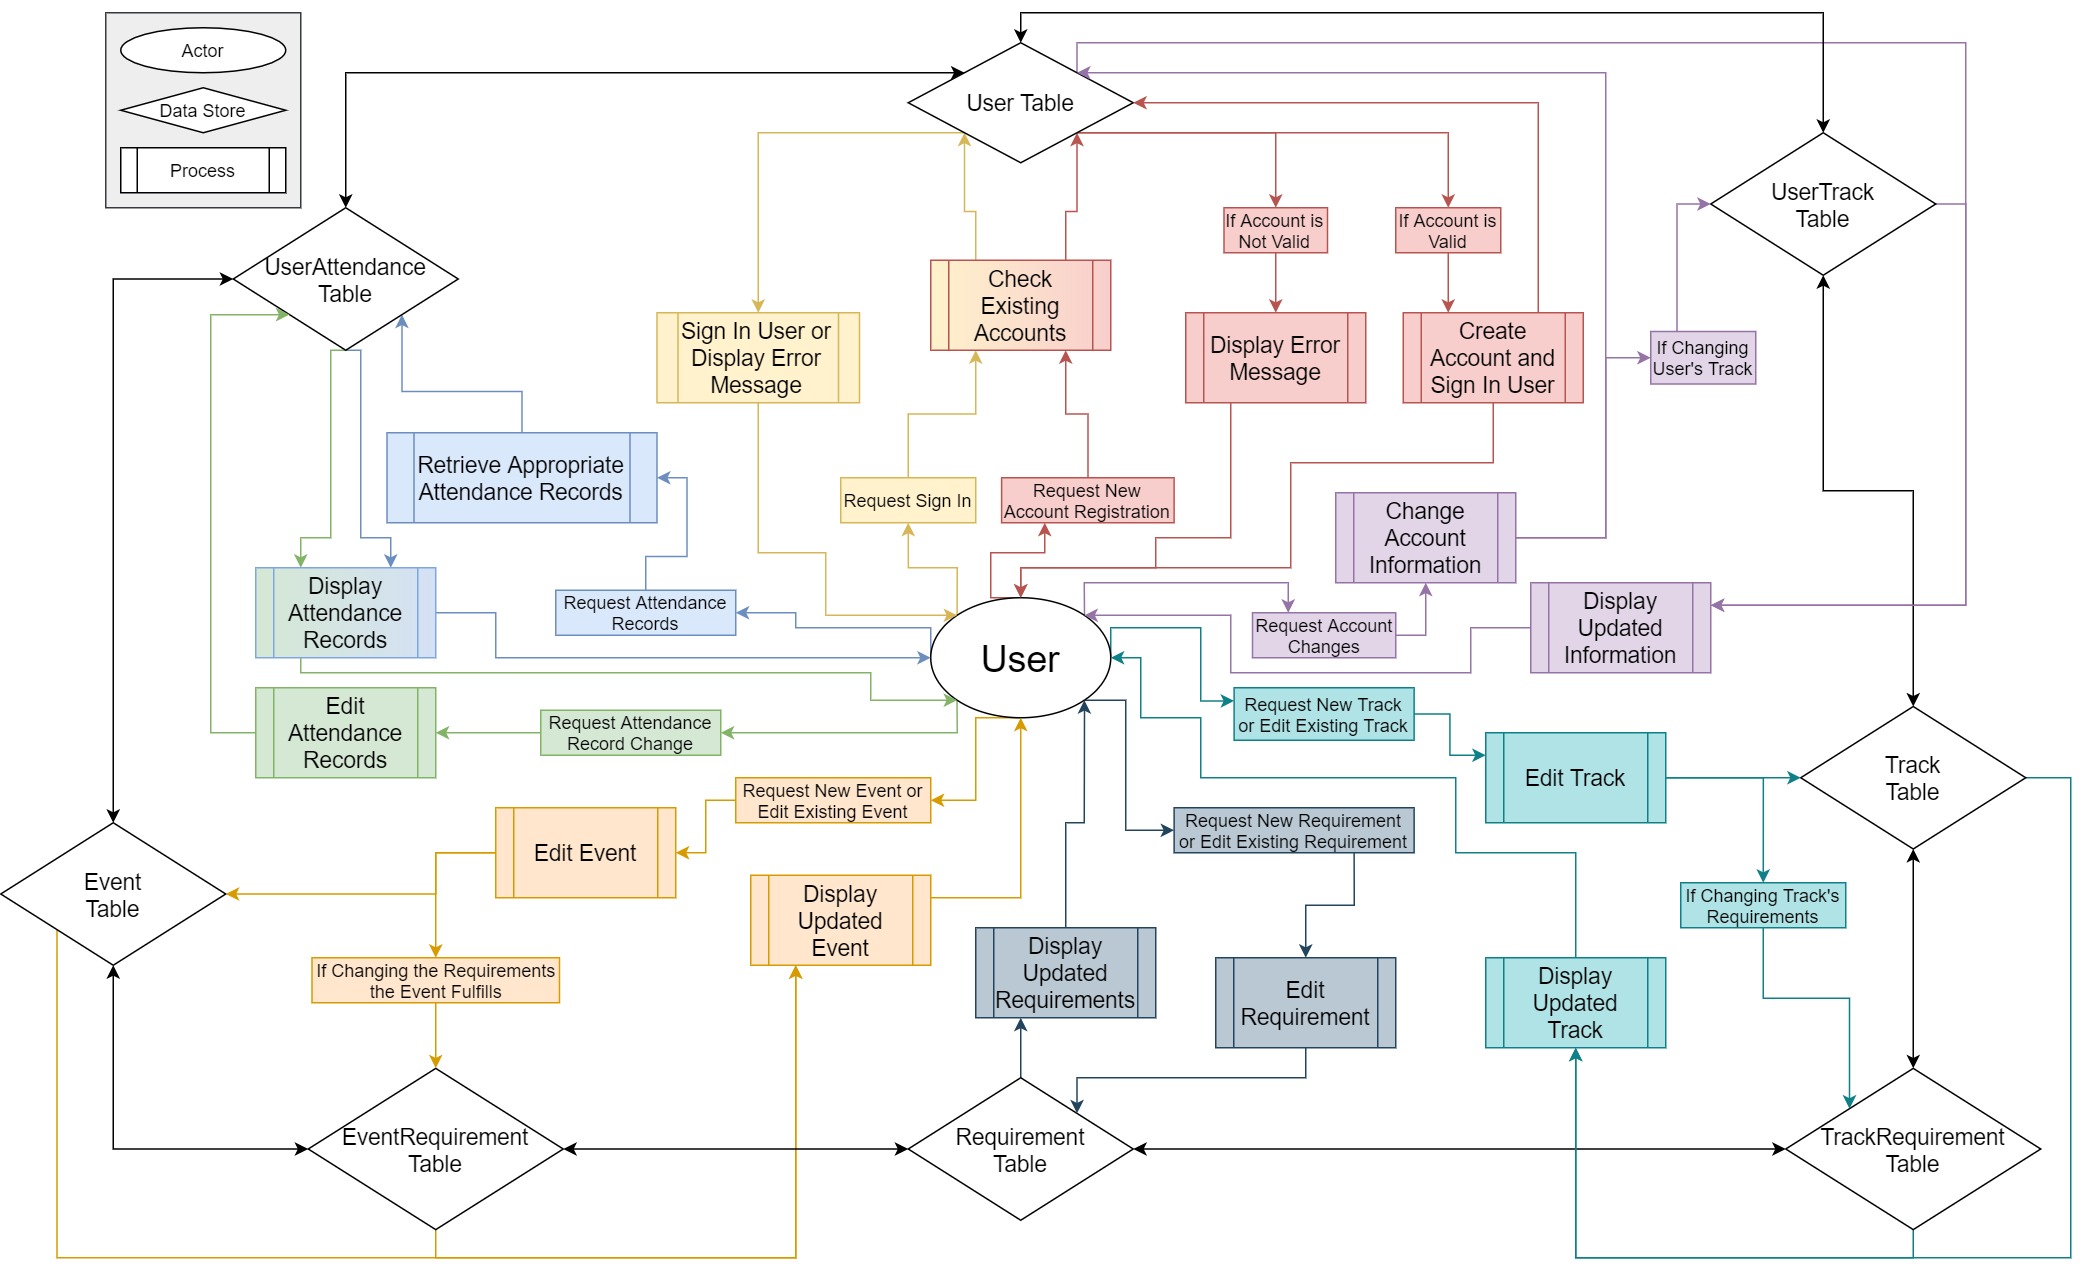 Actor
Data Store
Process
User Table
UserTrack
Table
UserAttendance
Table
If Account is
Not Valid
If Account is
Valid
Check
Existing
Accounts
Sign In User or
Display Error
Message
Display Error
Message
Create
Account and
Sign In User
If Changing
User's Track
Retrieve Appropriate
Attendance Records
Request Sign In
Request New
Account Registration
Change
Account
Information
Display
Attendance
Records
Request Attendance
Records
Request Account
Changes
Display
Updated
Information
User
Edit
Attendance
Records
Request Attendance
Record Change
Request New Track
or Edit Existing Track
Edit Track
Track
Table
Request New Event or
Edit Existing Event
Edit Event
Request New Requirement
or Edit Existing Requirement
Event
Table
Display
Updated
Event
If Changing Track's
Requirements
If Changing the Requirements
the Event Fulfills
Display
Updated
Requirements
Edit
Requirement
Display
Updated
Track
EventRequirement
Table
Requirement
Table
TrackRequirement
Table